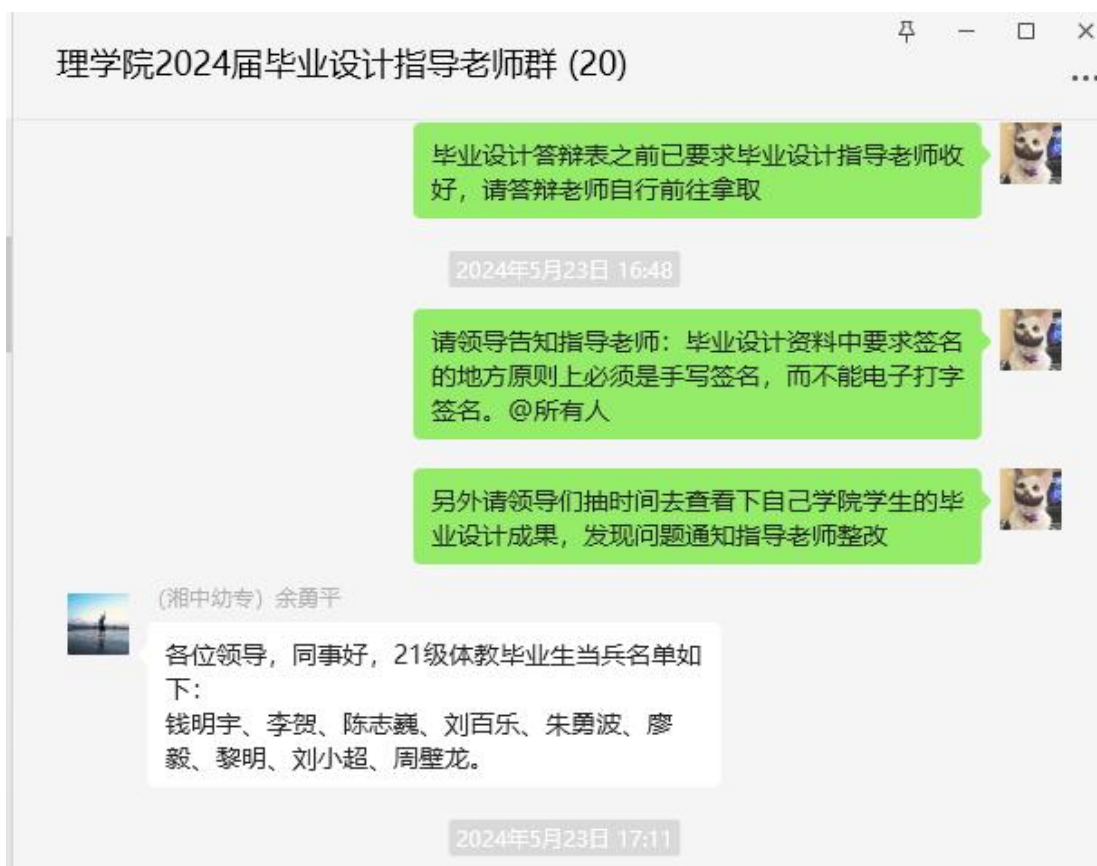 理学院2024届毕业设计指导老师群 (20)
毕业设计答辩表之前已要求毕业设计指导老师收
好，请答辩老师自行前往拿取
2024年5月23日 16:48
请领导告知指导老师：毕业设计资料中要求签名
的地方原则上必须是手写签名，而不能电子打字
签名。@所有人
另外请领导们抽时间去查看下自己学院学生的毕
业设计成果，发现问题通知指导老师整改
(湘中幼专) 余勇平
各位领导，同事好，21级体教毕业生当兵名单如
下：
钱明宇、李贺、陈志巍、刘百乐、朱勇波、廖
毅、黎明、刘小超、周壁龙。
2024年5月23日 17:11